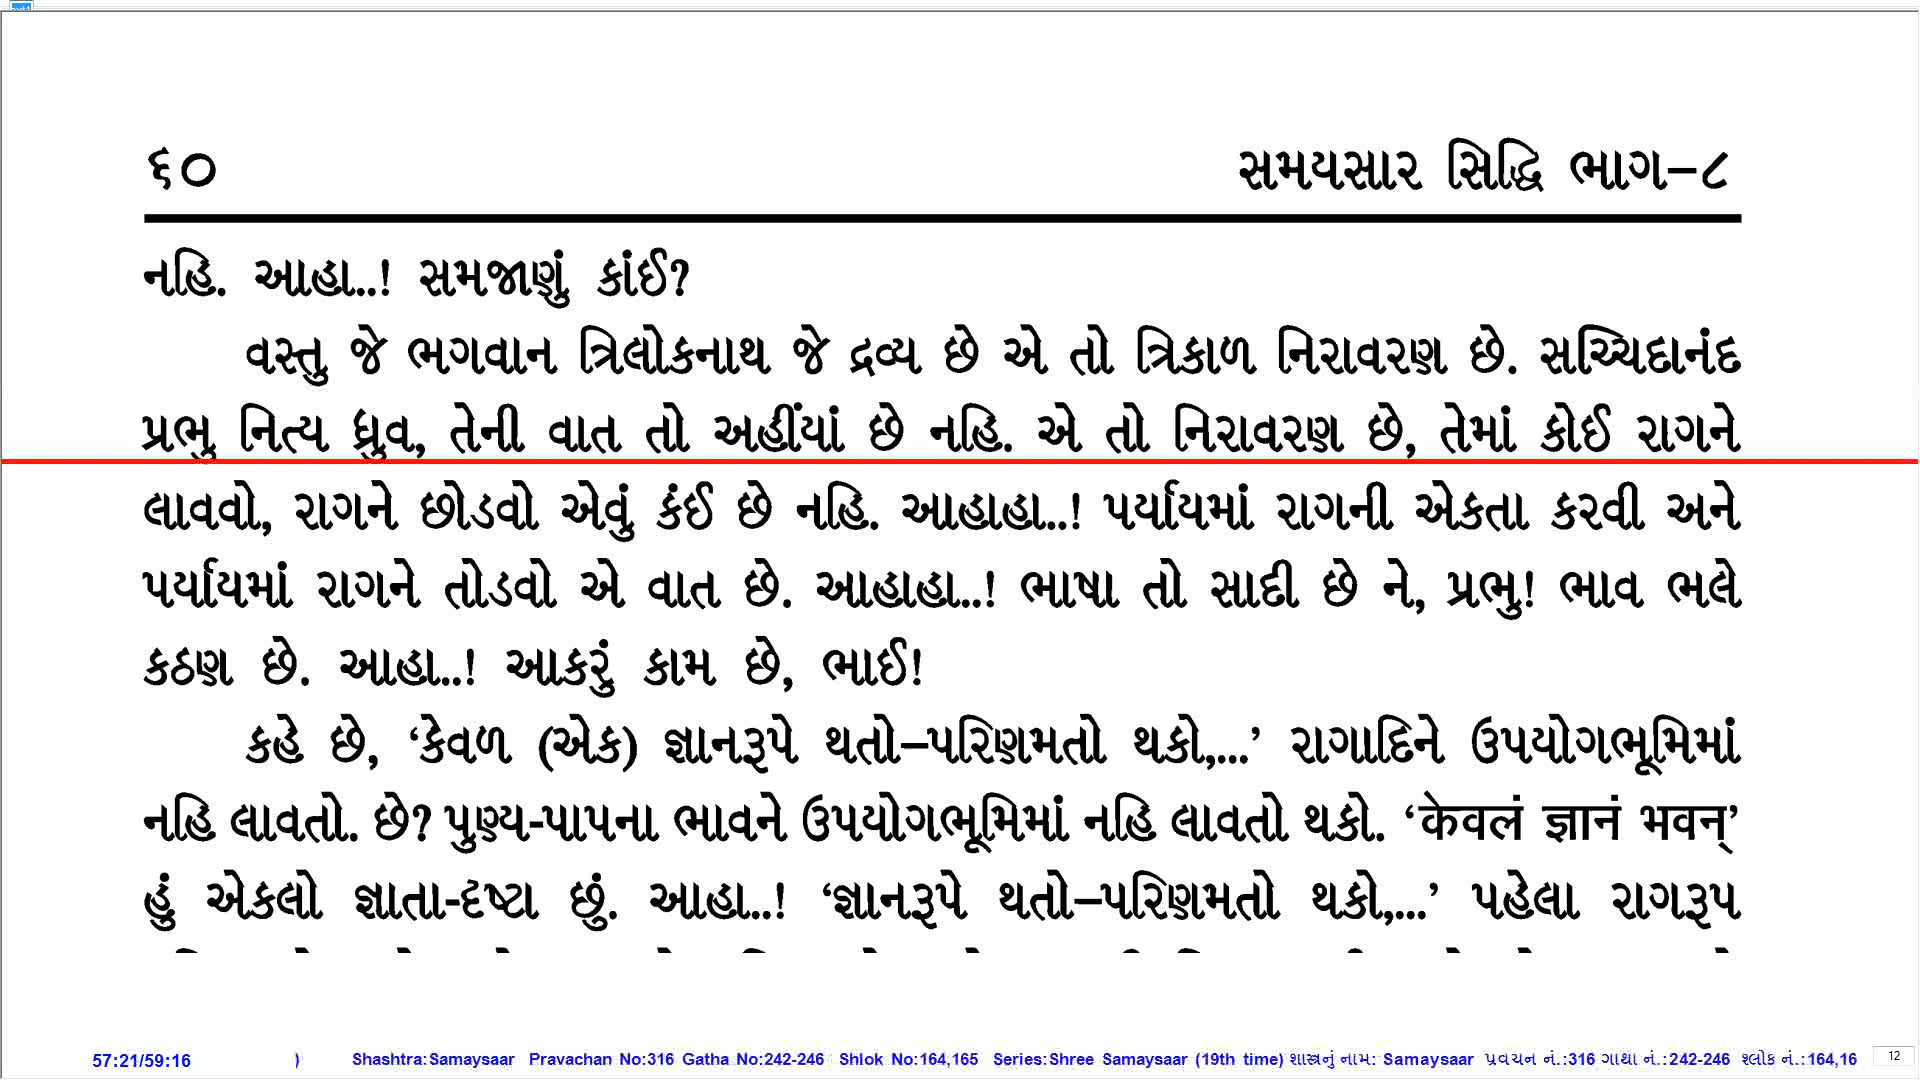 ૬૦ સમયસાર સિદ્ધિ ભાગ–૮
નહિ. આહા..! સમજાણું કાંઈ?
વસ્તુ જે ભગવાન ત્રિલોકનાથ જે દ્રવ્ય છે એ તો ત્રિકાળ નિરાવરણ છે. સચ્ચિદાનંદ
પ્રભુ નિત્ય ધ્રુવ, તેની વાત તો અહીંયાં છે નહિ. એ તો નિરાવરણ છે, તેમાં કોઈ રાગને
લાવવો, રાગને છોડવો એવું કંઈ છે નહિ. આહાહા..! પર્યાયમાં રાગની એકતા કરવી અને
પર્યાયમાં રાગને તોડવો એ વાત છે. આહાહા..! ભાષા તો સાદી છે ને, પ્રભુ! ભાવ ભલે
કઠણ છે. આહા..! આકરું કામ છે, ભાઈ!
કહે છે, ‘કેવળ (એક) જ્ઞાનરૂપે થતો–પરિણમતો થકો,...’ રાગાદિને ઉપયોગભૂમિમાં
નહિ લાવતો. છે? પુણ્ય-પાપના ભાવને ઉપયોગભૂમિમાં નહિ લાવતો થકો. ‘केवलं ज्ञानं भवन्’
હું એકલો જ્ઞાતા-દૃષ્ટા છું. આહા..! ‘જ્ઞાનરૂપે થતો–પરિણમતો થકો,...’ પહેલા રાગરૂપ
57:21/59:16 ) Shashtra:Samaysaar Pravachan No:316 Gatha No:242-246 Shlok No:164,165 Series:Shree Samaysaar (19th time) શાસ્ત્રનું નામ: Samaysaar પ્રવચન નં.:316 ગાથા નં.:242-246 શ્લોક નં.:164,16 12